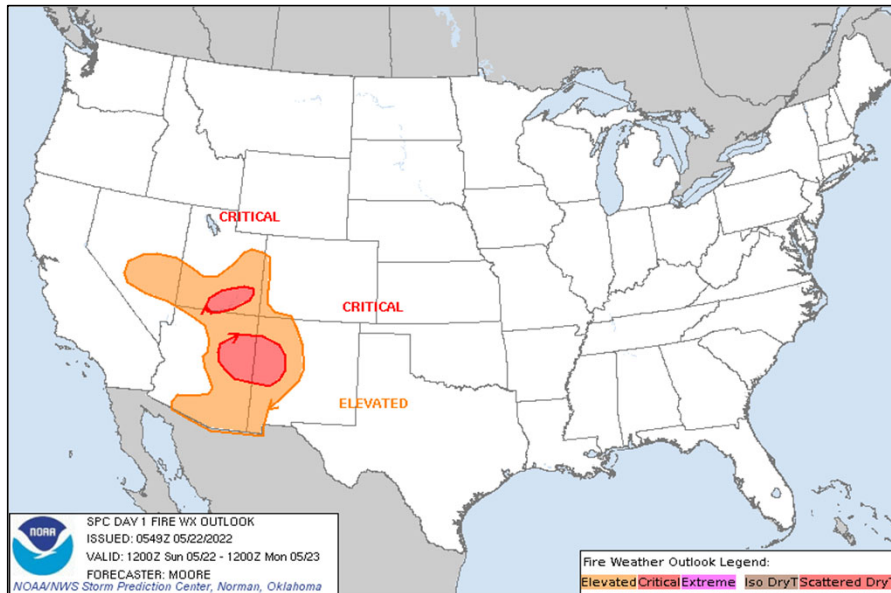 CRITICAL
CRITICAL
ELEVATED
NOAA
SPC DAY 1 FIRE WX OUTLOOK
ISSUED: 0549Z 05/22/2022
VALID: 1200Z Sun 05/22 - 1200Z Mon 05/23
FORECASTER: MOORE
NOAA/NWS Storm Prediction Center, Norman, Oklahoma
Fire Weather Outlook Legend:
Elevated Critical Extreme Iso DryT Scattered DryT